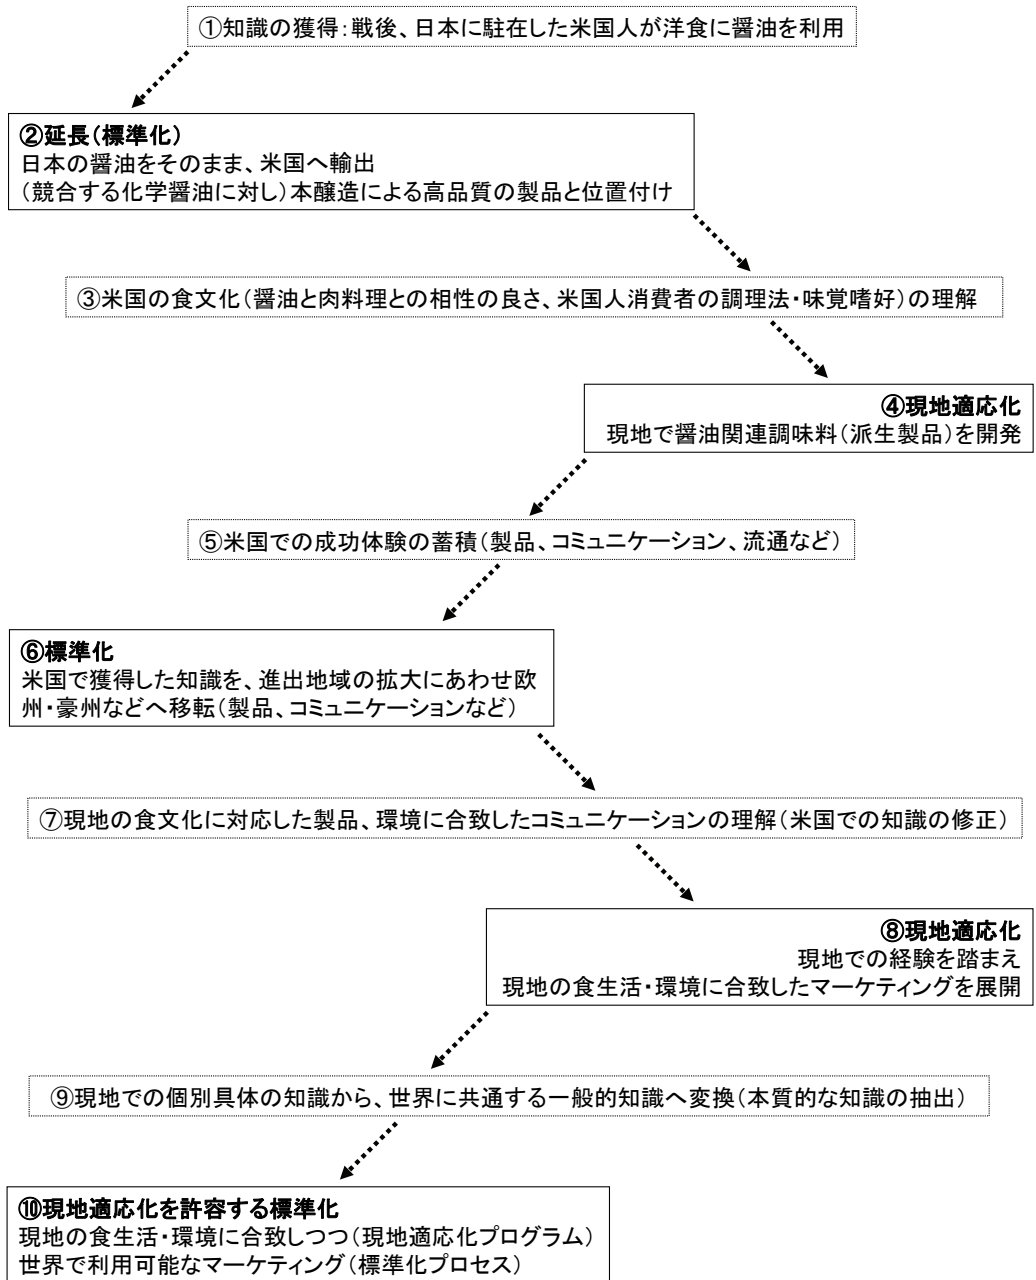 ①知識の獲得：戦後、日本に駐在した米国人が洋食に醤油を利用
②延長（標準化）
日本の醤油をそのまま、米国へ輸出
（競合する化学醤油に対し）本醸造による高品質の製品と位置付け
③米国の食文化（醤油と肉料理との相性の良さ、米国人消費者の調理法・味覚嗜好）の理解
④現地適応化
現地で醤油関連調味料（派生製品）を開発
⑤米国での成功体験の蓄積（製品、コミュニケーション、流通など）
⑥標準化
米国で獲得した知識を、進出地域の拡大にあわせ欧
州・豪州などへ移転（製品、コミュニケーションなど）
⑦現地の食文化に対応した製品、環境に合致したコミュニケーションの理解（米国での知識の修正）
⑧現地適応化
現地での経験を踏まえ
現地の食生活・環境に合致したマーケティングを展開
⑨現地での個別具体の知識から、世界に共通する一般的知識へ変換（本質的な知識の抽出）
⑩現地適応化を許容する標準化
現地の食生活・環境に合致しつつ（現地適応化プログラム）
世界で利用可能なマーケティング（標準化プロセス）